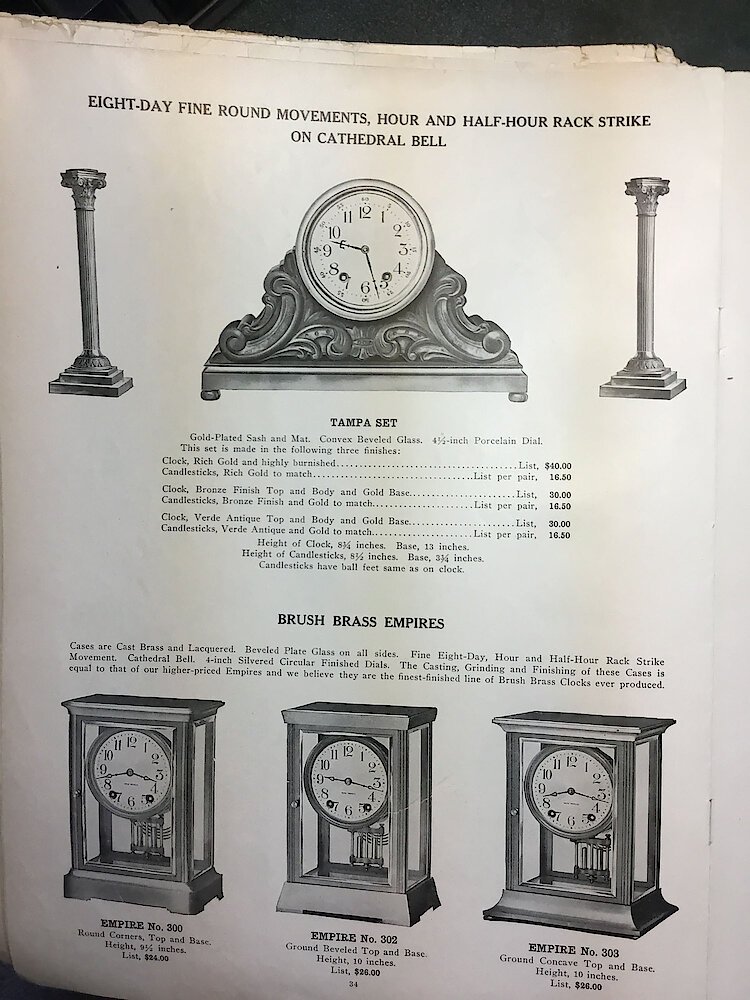 EIGHT-DAY FINE ROUND MOVEMENTS, HOUR AND HALF-HOUR RACK STRIKE
ON CATHEDRAL BELL
TAMPA SET
Gold-Plated Sash and Mat. Convex Beveled Glass. 4½-inch Porcelain Dial.
This set is made in the following three finishes:
Clock, Rich Gold and highly burnished.............................................List, $40.00
Candlesticks, Rich Gold to match.................................List per pair, 16.50
Clock, Bronze Finish Top and Body and Gold Base..........................List, 30.00
Candlesticks, Bronze Finish and Gold to match.........................List per pair, 16.50
Clock, Verde Antique Top and Body and Gold Base..........................List, 30.00
Candlesticks, Verde Antique and Gold to match.........................List per pair, 16.50
Height of Clock, 8¾ inches. Base, 13 inches.
Height of Candlesticks, 8½ inches. Base, 3¾ inches.
Candlesticks have ball feet same as on clock.
BRUSH BRASS EMPIRES
Cases are Cast Brass and Lacquered. Beveled Plate Glass on all sides. Fine Eight-Day, Hour and Half-Hour Rack Strike
Movement. Cathedral Bell. 4-inch Silvered Circular Finished Dials. The Casting, Grinding and Finishing of these Cases is
equal to that of our higher-priced Empires and we believe they are the finest-finished line of Brush Brass Clocks ever produced.
EMPIRE No. 300
Round Corners, Top and Base.
Height, 9½ inches.
List, $24.00
EMPIRE No. 302
Ground Beveled Top and Base.
Height, 10 inches.
List, $26.00
EMPIRE No. 303
Ground Concave Top and Base.
Height, 10 inches.
List, $26.00
34